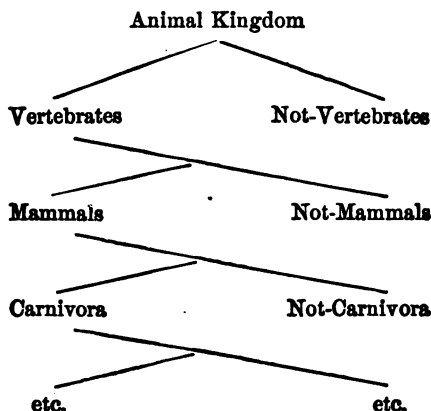 Animal Kingdom
Vertebrates Not-Vertebrates
Mammals Not-Mammals
Carnivora Not-Carnivora
etc. etc.